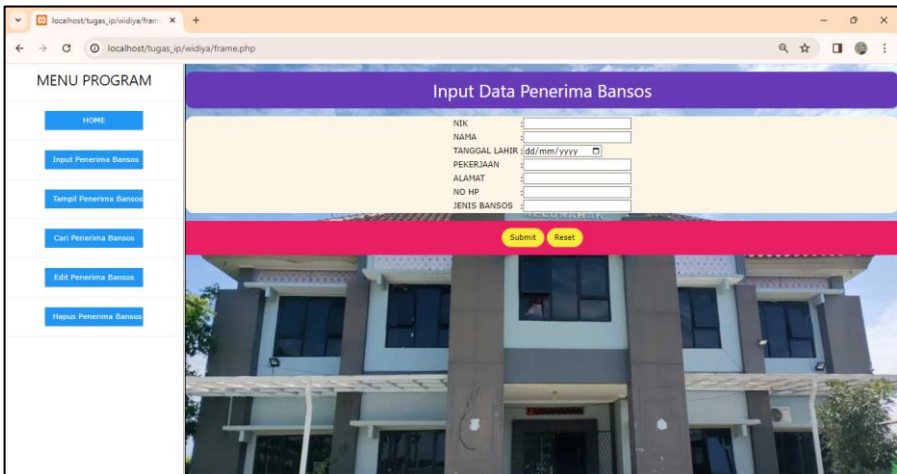 localhost/tugas_ip/widiya/fram
localhost/tugas_ip/widiya/frame.php
MENU PROGRAM
HOME
Input Penerima Bansos
Tampil Penerima Bansos
Cari Penerima Bansos
Edit Penerima Bansos
Hapus Penerima Bansos
Input Data Penerima Bansos
NIK :
NAMA :
TANGGAL LAHIR : dd/mm/yyyy
PEKERJAAN :
ALAMAT :
NO HP :
JENIS BANSOS :
Submit Reset